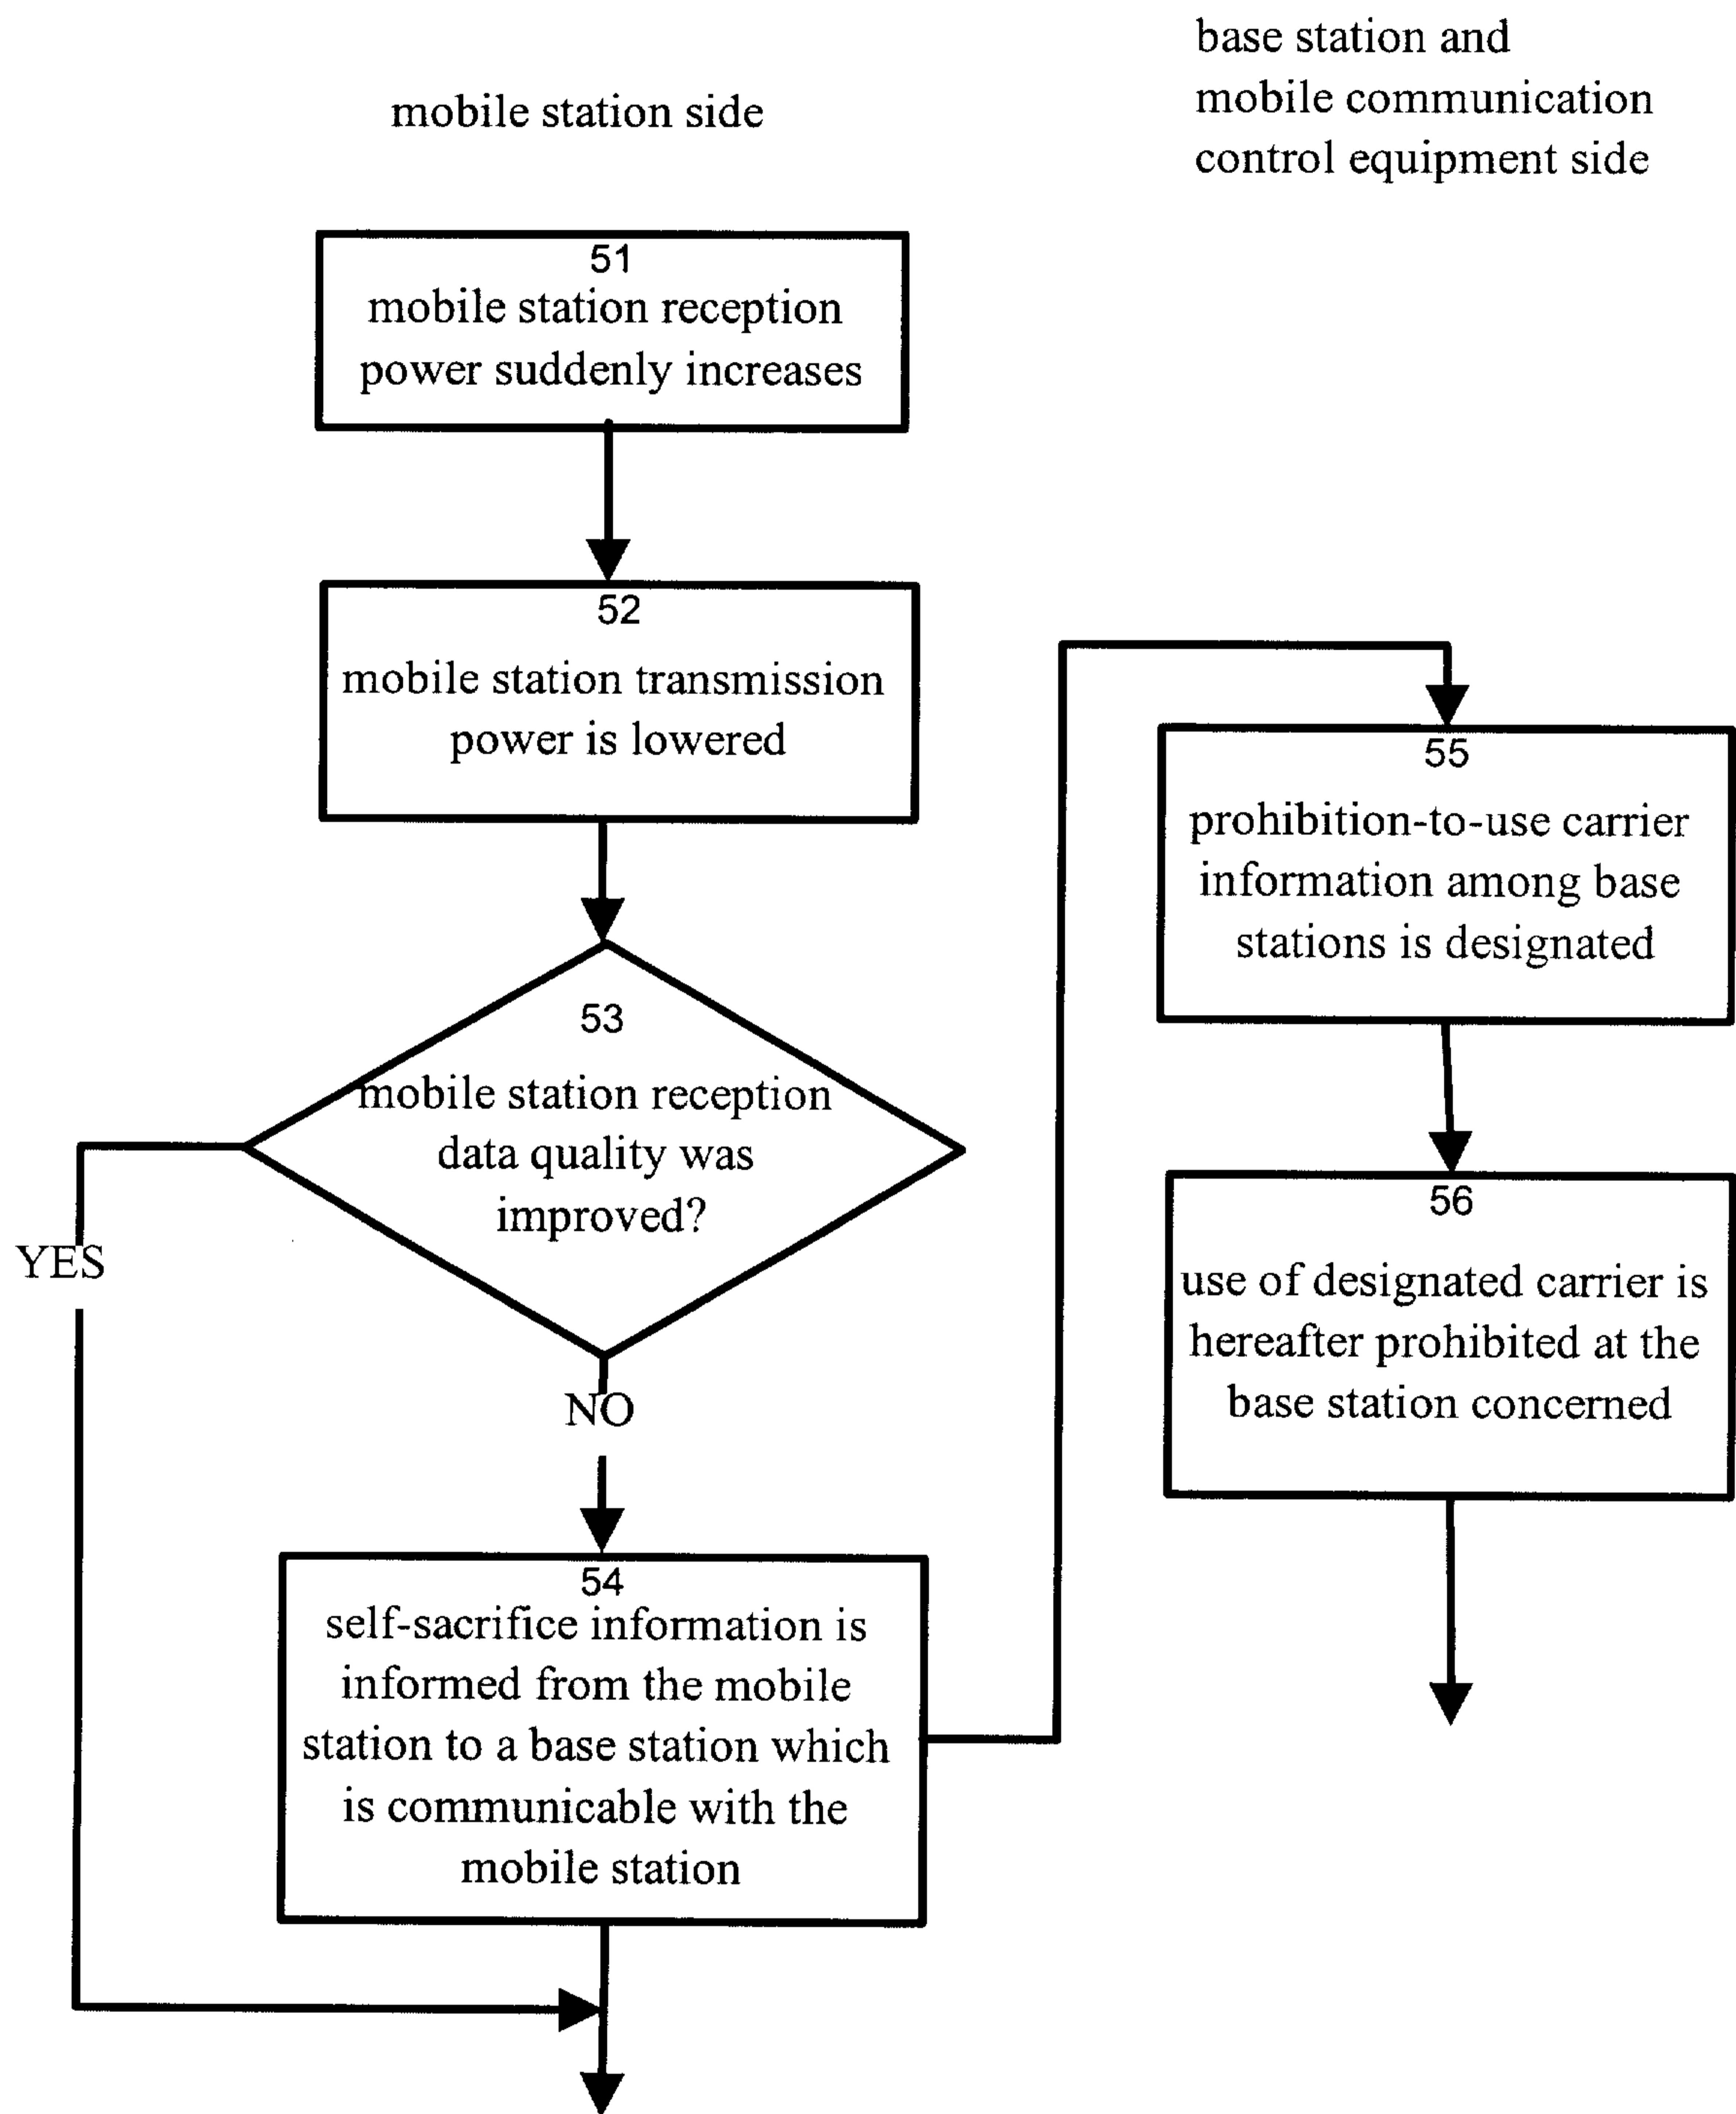 mobile station side
base station and
mobile communication
control equipment side
51
mobile station reception
power suddenly increases
52
mobile station transmission
power is lowered
53
mobile station reception
data quality was
improved?
YES
NO
54
self-sacrifice information is
informed from the mobile
station to a base station which
is communicable with the
mobile station
55
prohibition-to-use carrier
information among base
stations is designated
56
use of designated carrier is
hereafter prohibited at the
base station concerned